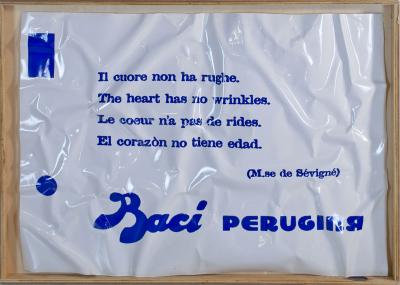 Il cuore non ha rughe.
The heart has no wrinkles.
Le coeur n'a pas de rides.
El corazòn no tiene edad.
(M.se de Sévigné)
Baci PERUGINA